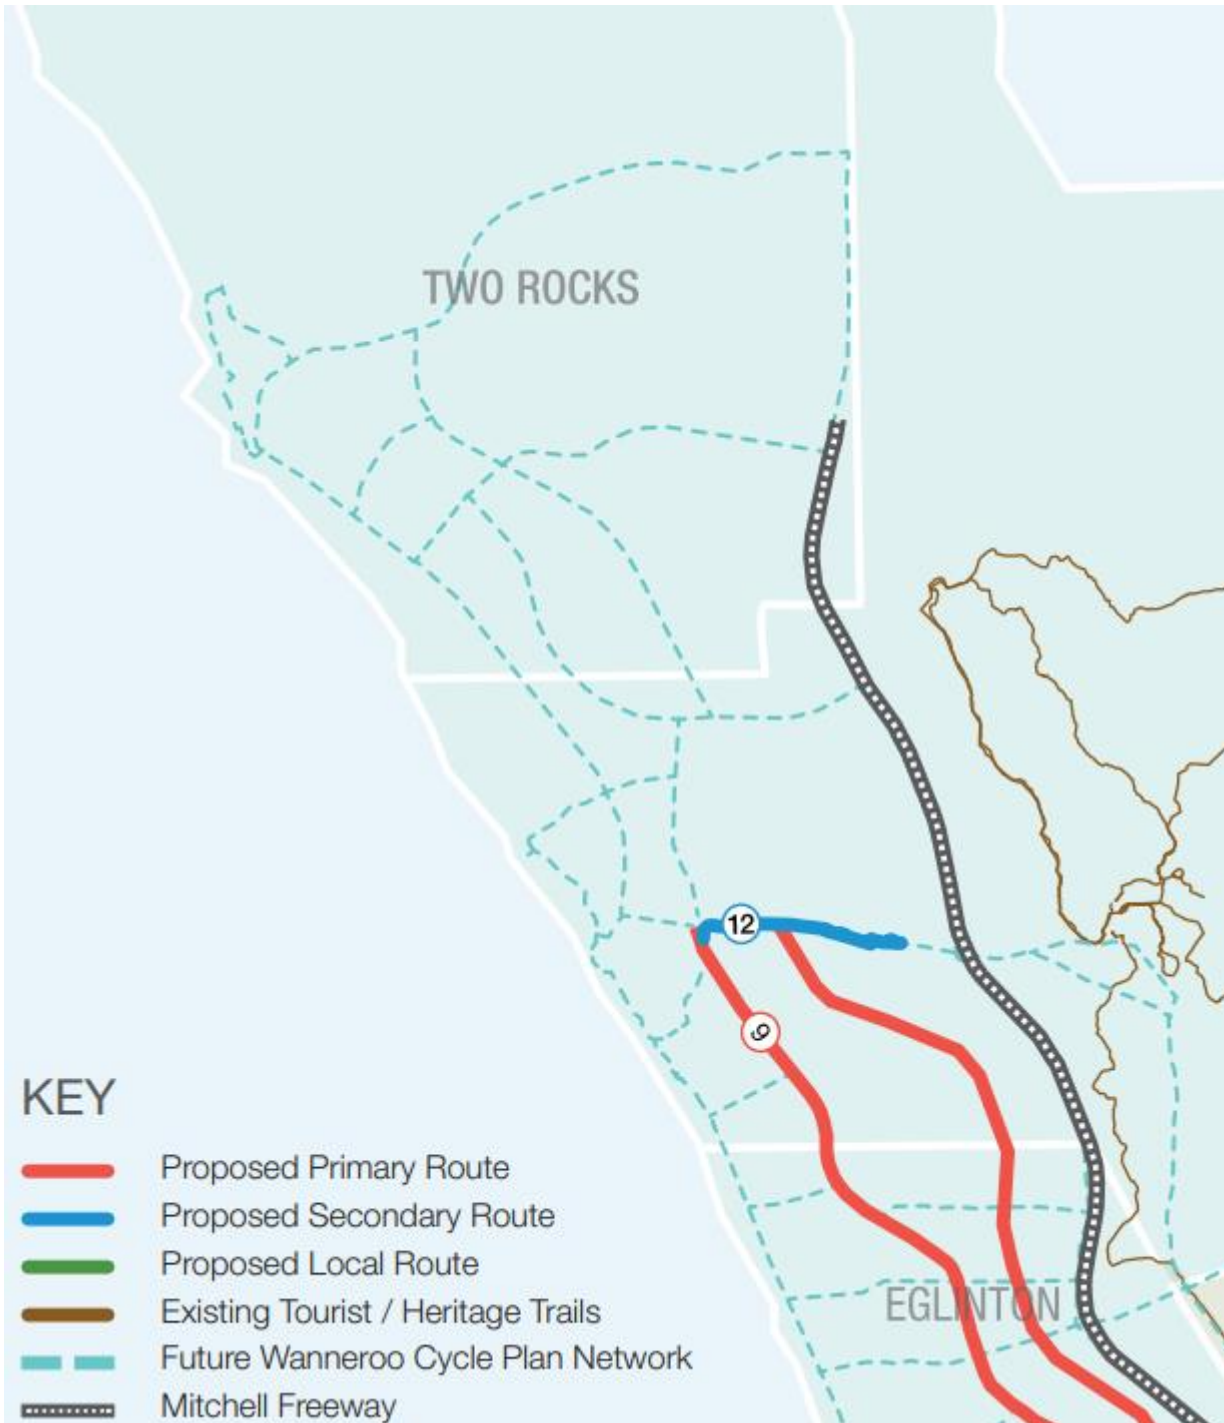 TWO ROCKS
12
9
KEY
Proposed Primary Route
Proposed Secondary Route
Proposed Local Route
EGLINTON
Existing Tourist / Heritage Trails
Future Wanneroo Cycle Plan Network
Mitchell Freeway